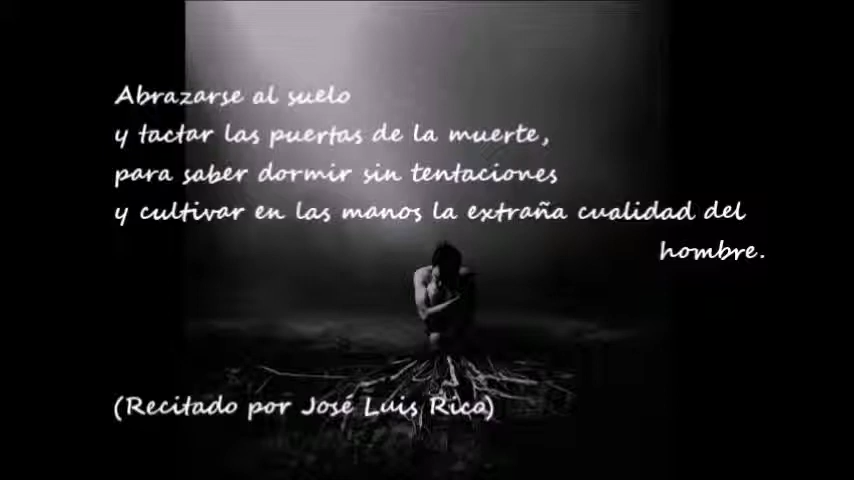 Abrazarse al suelo
y tactar las puertas de la muerte,
para saber dormir sin tentaciones
y cultivar en las manos la extraña cualidad del
hombre.
(Recitado por José Luis Rica)